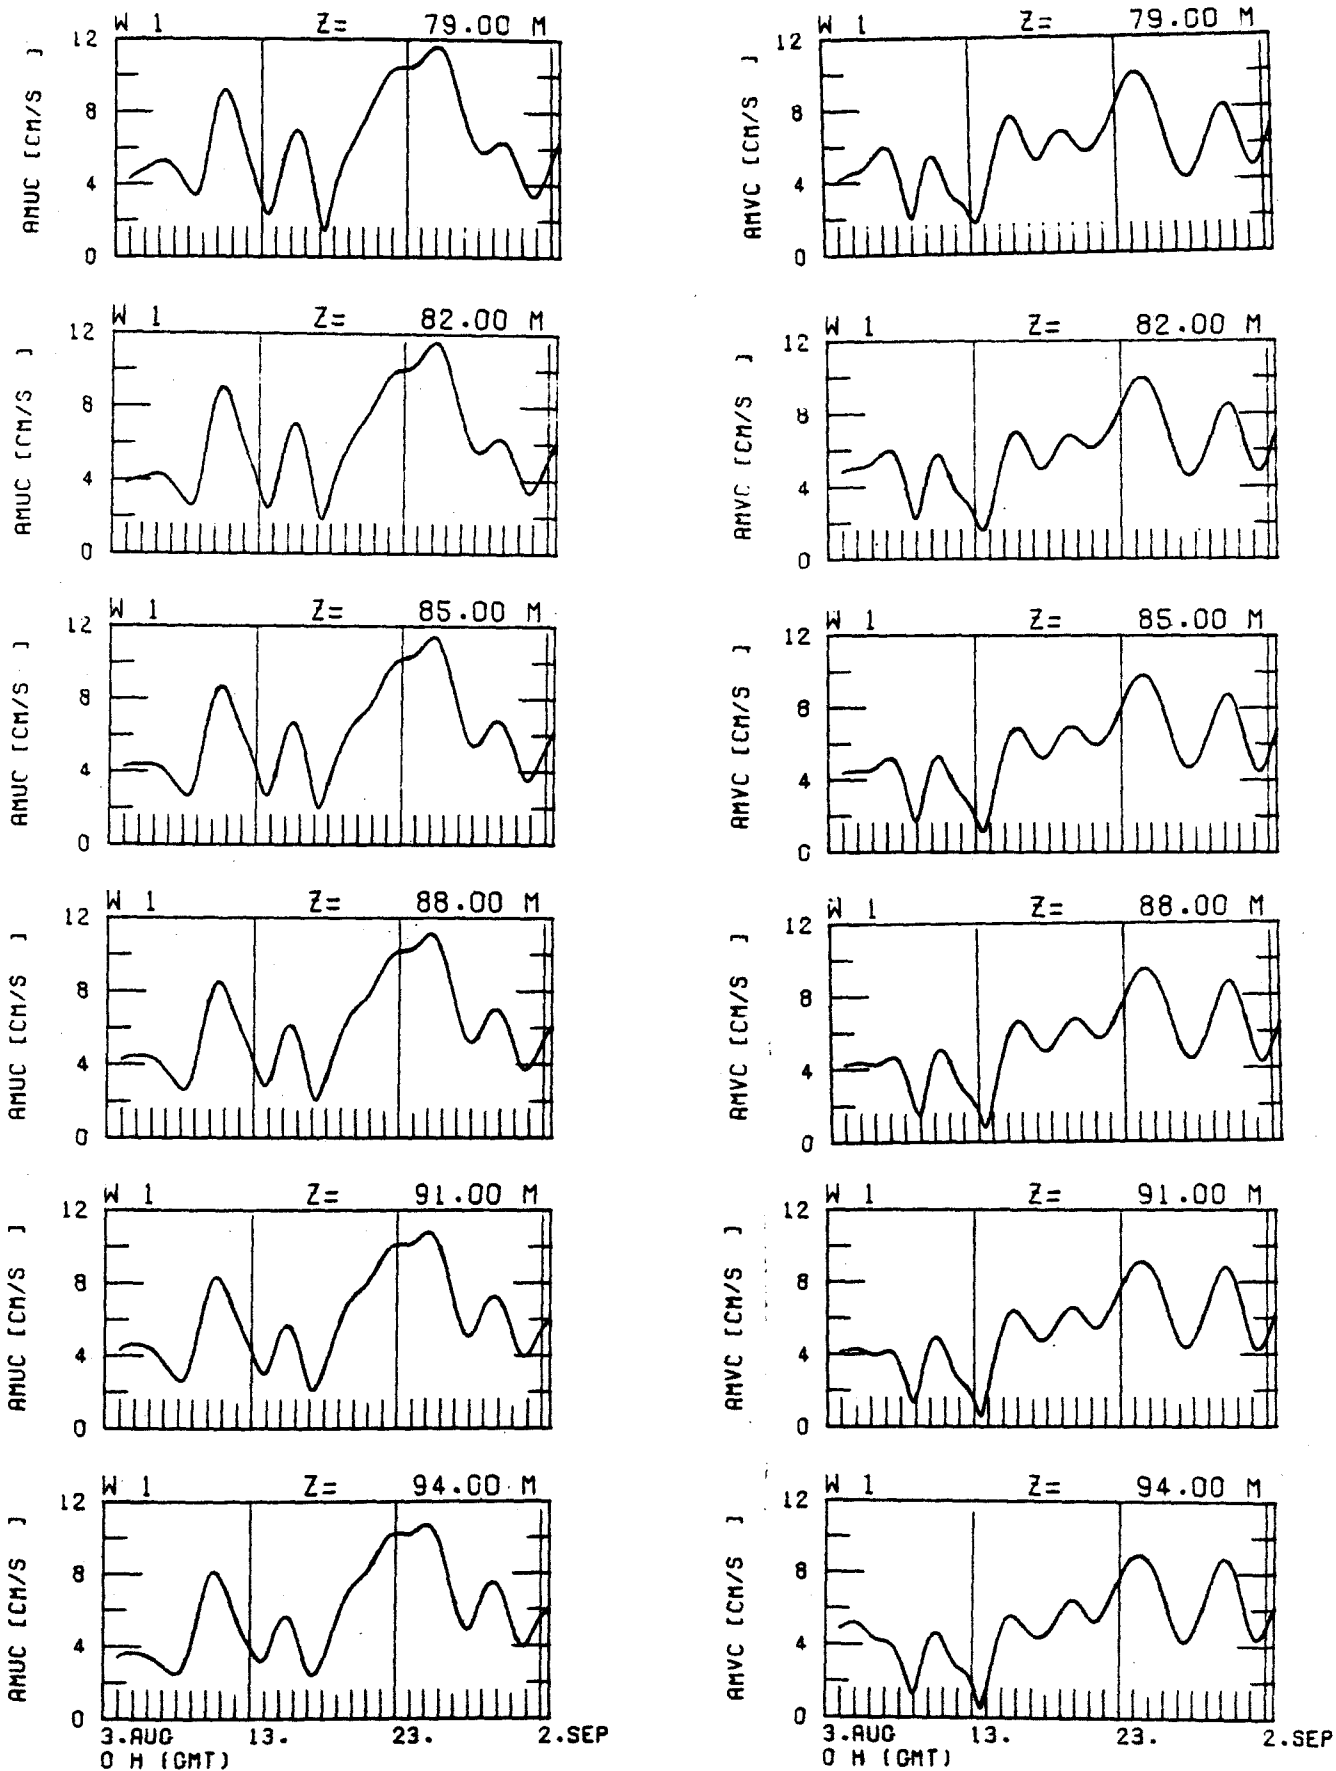 W 1 Z= 79.00 M
12
8
4
0
AMUC [CM/S ]
W 1 Z= 82.00 M
12
8
4
0
AMUC [CM/S ]
W 1 Z= 85.00 M
12
8
4
0
AMUC [CM/S ]
W 1 Z= 88.00 M
12
8
4
0
AMUC [CM/S ]
W 1 Z= 91.00 M
12
8
4
0
AMUC [CM/S ]
W 1 Z= 94.00 M
12
8
4
0
AMUC [CM/S ]
3.AUG 13. 23. 2.SEP
0 H (GMT)
W 1 Z= 79.00 M
12
8
4
0
AMVC [CM/S ]
W 1 Z= 82.00 M
12
8
4
0
AMVC [CM/S ]
W 1 Z= 85.00 M
12
8
4
0
AMVC [CM/S ]
W 1 Z= 88.00 M
12
8
4
0
AMVC [CM/S ]
W 1 Z= 91.00 M
12
8
4
0
AMVC [CM/S ]
W 1 Z= 94.00 M
12
8
4
0
AMVC [CM/S ]
3.AUG 13. 23. 2.SEP
0 H (GMT)